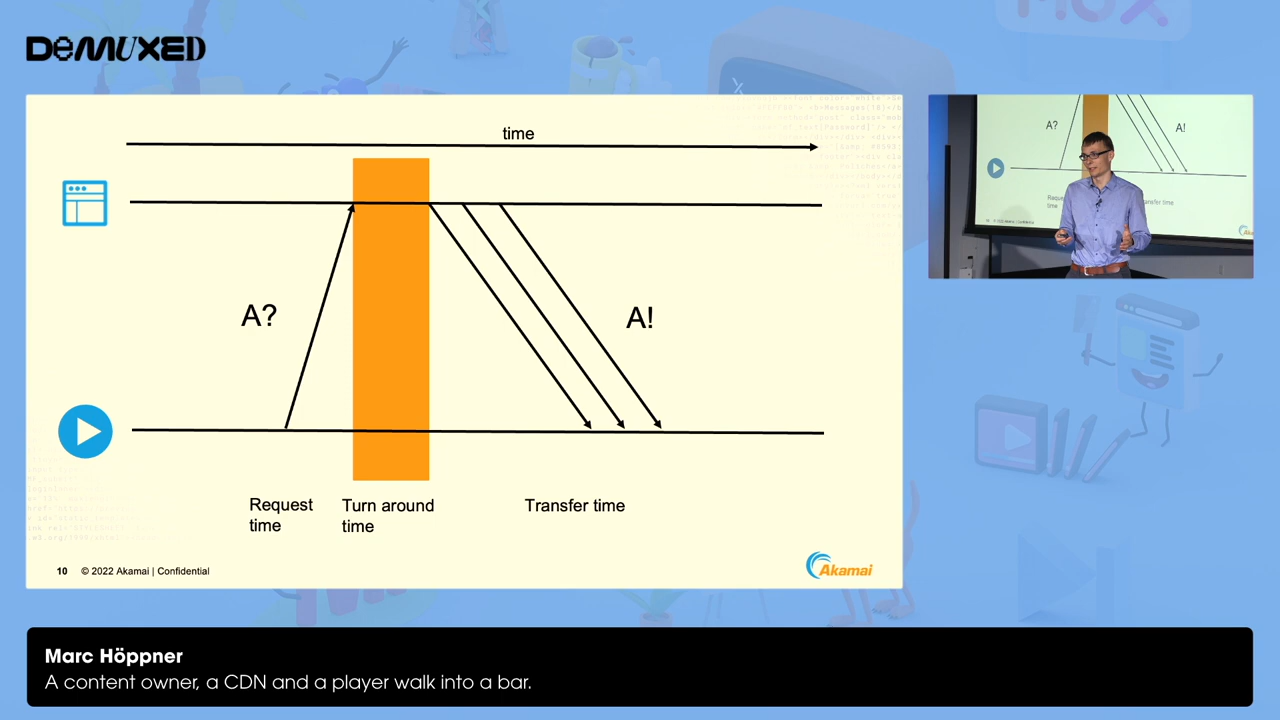 DEMUXED
MUX
time
A?
A!
Request
time
Turn around
time
Transfer time
10 © 2022 Akamai | Confidential
Akamai
A?
A!
Marc Höppner
A content owner, a CDN and a player walk into a bar.